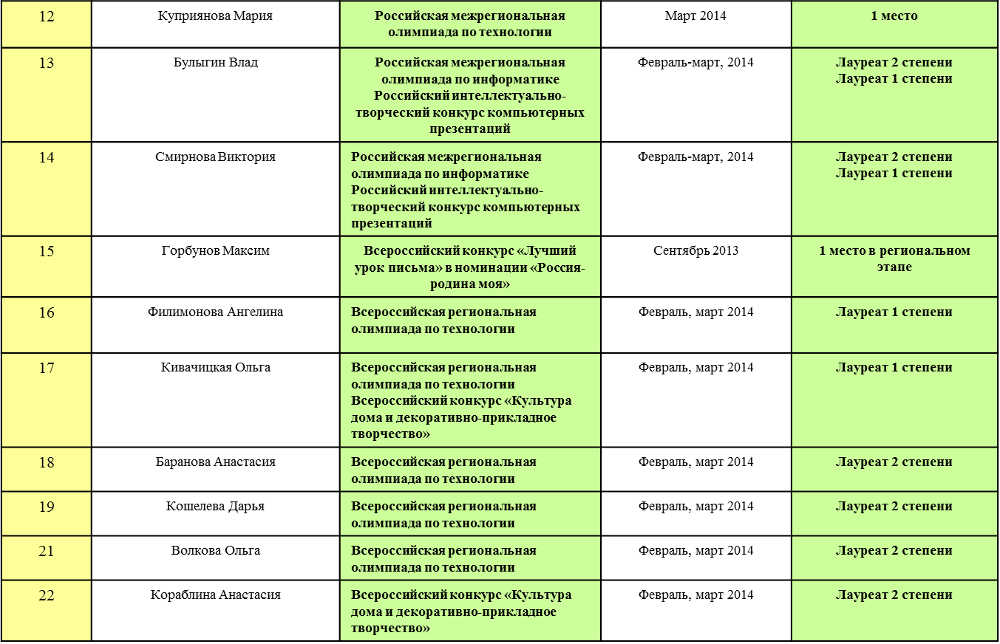 12
Куприянова Мария
Российская межрегиональная
олимпиада по технологии
Март 2014
1 место
13
Булыгин Влад
Российская межрегиональная
олимпиада по информатике
Российский интеллектуально-
творческий конкурс компьютерных
презентаций
Февраль-март, 2014
Лауреат 2 степени
Лауреат 1 степени
14
Смирнова Виктория
Российская межрегиональная
олимпиада по информатике
Российский интеллектуально-
творческий конкурс компьютерных
презентаций
Февраль-март, 2014
Лауреат 2 степени
Лауреат 1 степени
15
Горбунов Максим
Всероссийский конкурс «Лучший
урок письма» в номинации «Россия-
родина моя»
Сентябрь 2013
1 место в региональном
этапе
16
Филимонова Ангелина
Всероссийская региональная
олимпиада по технологии
Февраль, март 2014
Лауреат 1 степени
17
Кивачицкая Ольга
Всероссийская региональная
олимпиада по технологии
Всероссийский конкурс «Культура
дома и декоративно-прикладное
творчество»
Февраль, март 2014
Лауреат 1 степени
18
Баранова Анастасия
Всероссийская региональная
олимпиада по технологии
Февраль, март 2014
Лауреат 2 степени
19
Кошелева Дарья
Всероссийская региональная
олимпиада по технологии
Февраль, март 2014
Лауреат 2 степени
21
Волкова Ольга
Всероссийская региональная
олимпиада по технологии
Февраль, март 2014
Лауреат 2 степени
22
Кораблина Анастасия
Всероссийский конкурс «Культура
дома и декоративно-прикладное
творчество»
Февраль, март 2014
Лауреат 2 степени